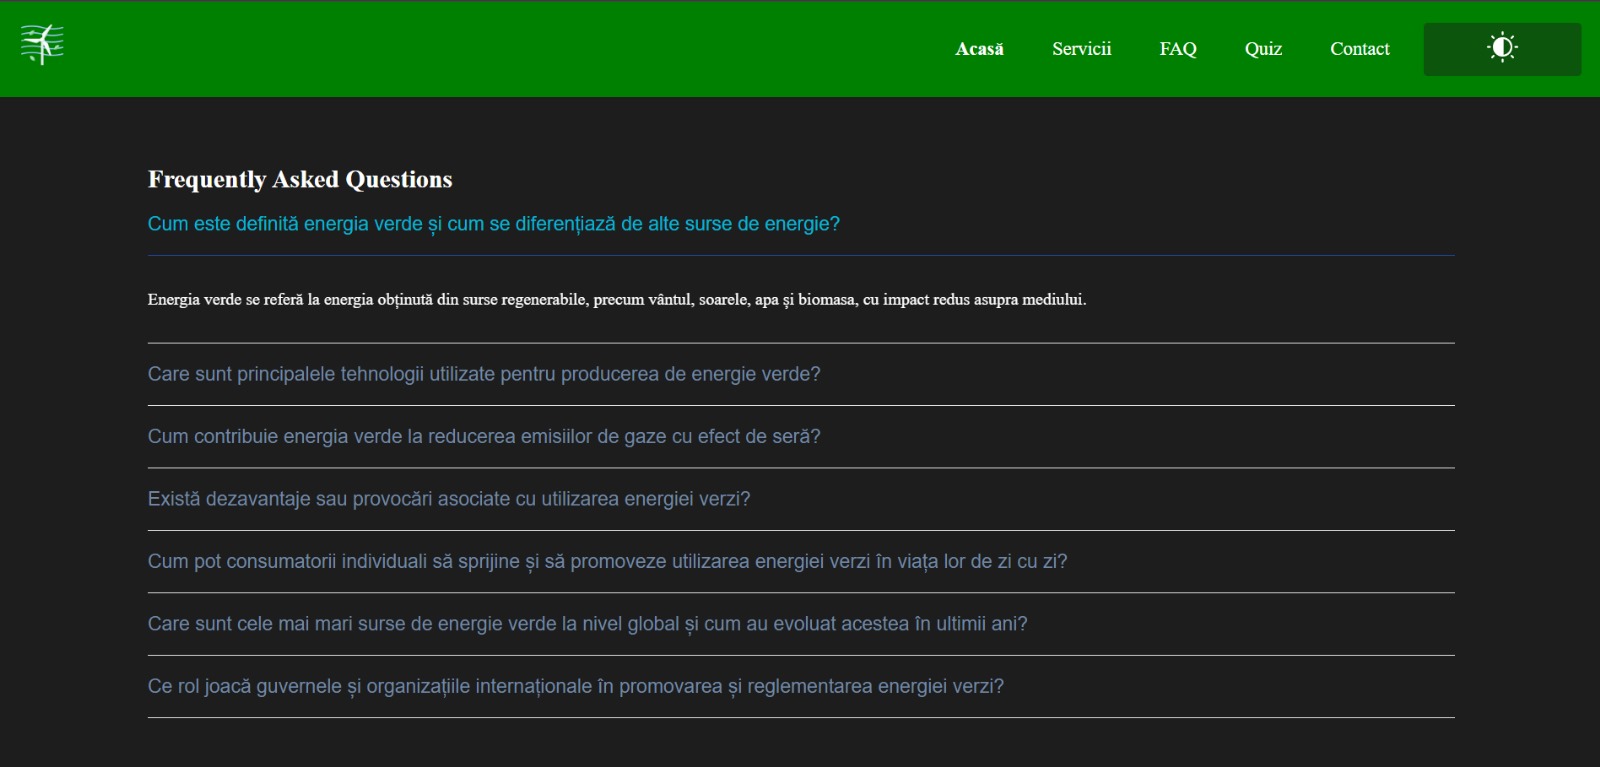 Acasă
Servicii
FAQ
Quiz
Contact
Frequently Asked Questions
Cum este definită energia verde și cum se diferențiază de alte surse de energie?
Energia verde se referă la energia obținută din surse regenerabile, precum vântul, soarele, apa și biomasa, cu impact redus asupra mediului.
Care sunt principalele tehnologii utilizate pentru producerea de energie verde?
Cum contribuie energia verde la reducerea emisiilor de gaze cu efect de seră?
Există dezavantaje sau provocări asociate cu utilizarea energiei verzi?
Cum pot consumatorii individuali să sprijine și să promoveze utilizarea energiei verzi în viața lor de zi cu zi?
Care sunt cele mai mari surse de energie verde la nivel global și cum au evoluat acestea în ultimii ani?
Ce rol joacă guvernele și organizațiile internaționale în promovarea și reglementarea energiei verzi?